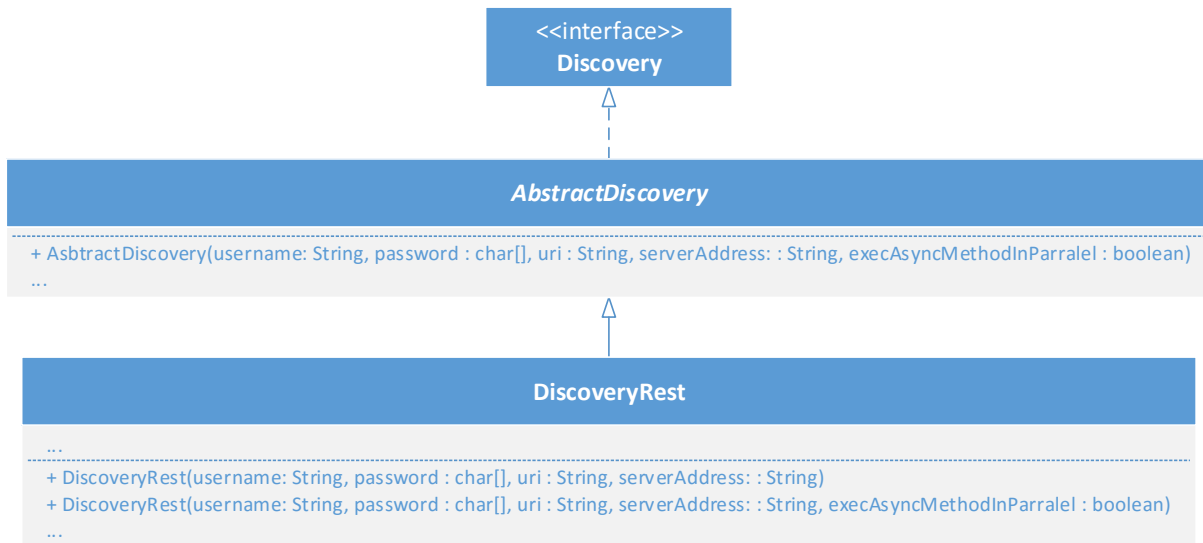 <<interface>>
Discovery
AbstractDiscovery
+ AsbtractDiscovery(username: String, password : char[], uri : String, serverAddress: : String, execAsyncMethodInParralel : boolean)
...
DiscoveryRest
...
+ DiscoveryRest(username: String, password : char[], uri : String, serverAddress: : String)
+ DiscoveryRest(username: String, password : char[], uri : String, serverAddress: : String, execAsyncMethodInParralel : boolean)
...